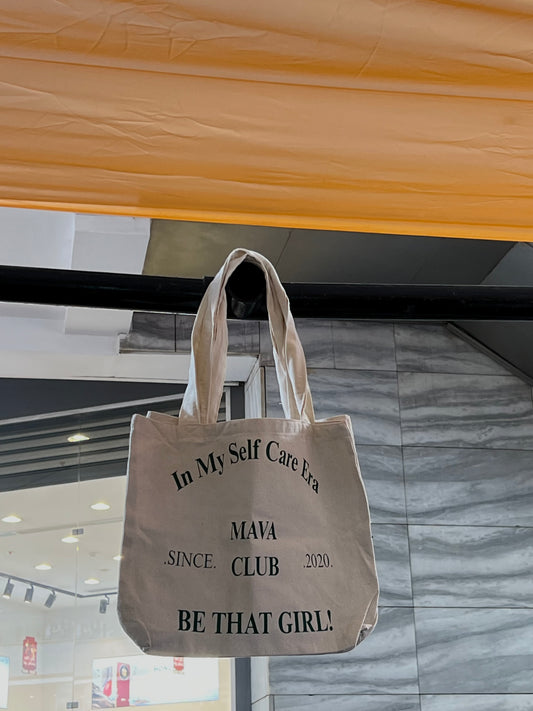 In My Self Care Era
MAVA
.SINCE. CLUB .2020.
BE THAT GIRL!